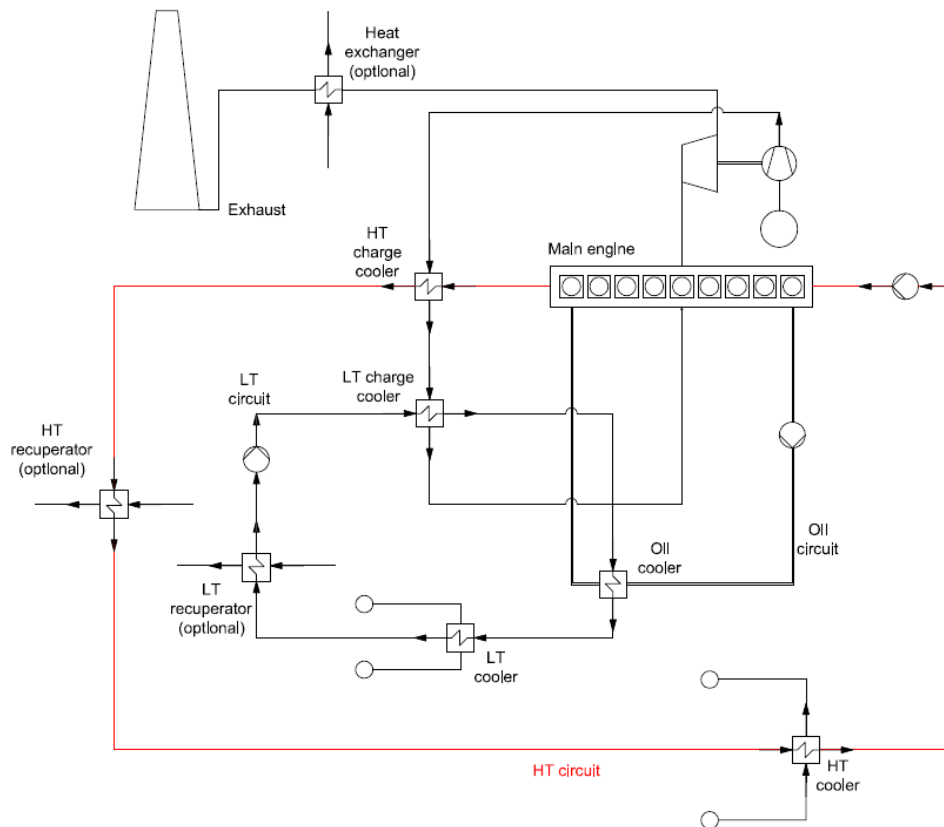 Heat
exchanger
(optional)
Exhaust
HT
charge
cooler
Main engine
LT
circuit
LT charge
cooler
HT
recuperator
(optional)
Oil
cooler
Oil
circuit
LT
recuperator
(optional)
LT
cooler
HT circuit
HT
cooler